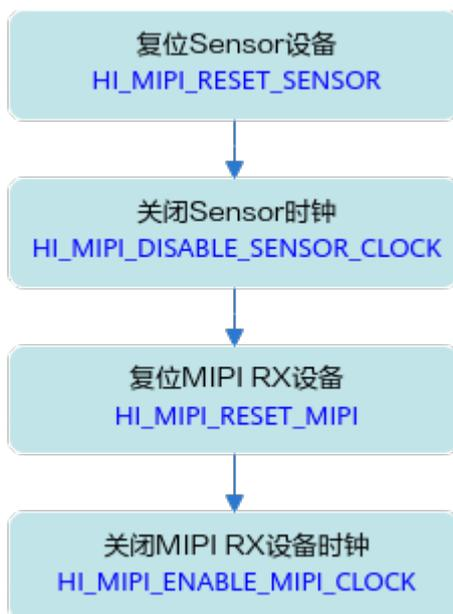 复位Sensor设备
HI_MIPI_RESET_SENSOR
关闭Sensor时钟
HI_MIPI_DISABLE_SENSOR_CLOCK
复位MIPI RX设备
HI_MIPI_RESET_MIPI
关闭MIPI RX设备时钟
HI_MIPI_ENABLE_MIPI_CLOCK